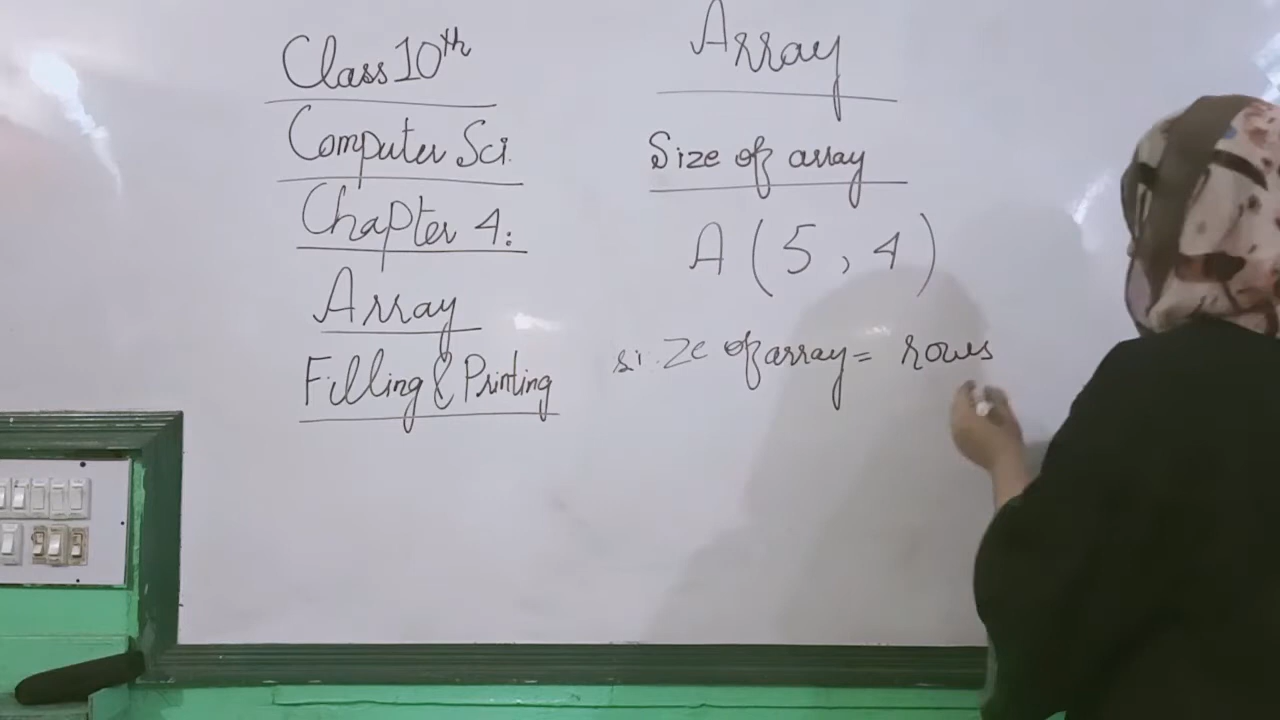 Class 10th
Computer Sci.
Chapter 4:
Array
Filling & Printing
Array
Size of array
A (5, 4)
size of array = rows